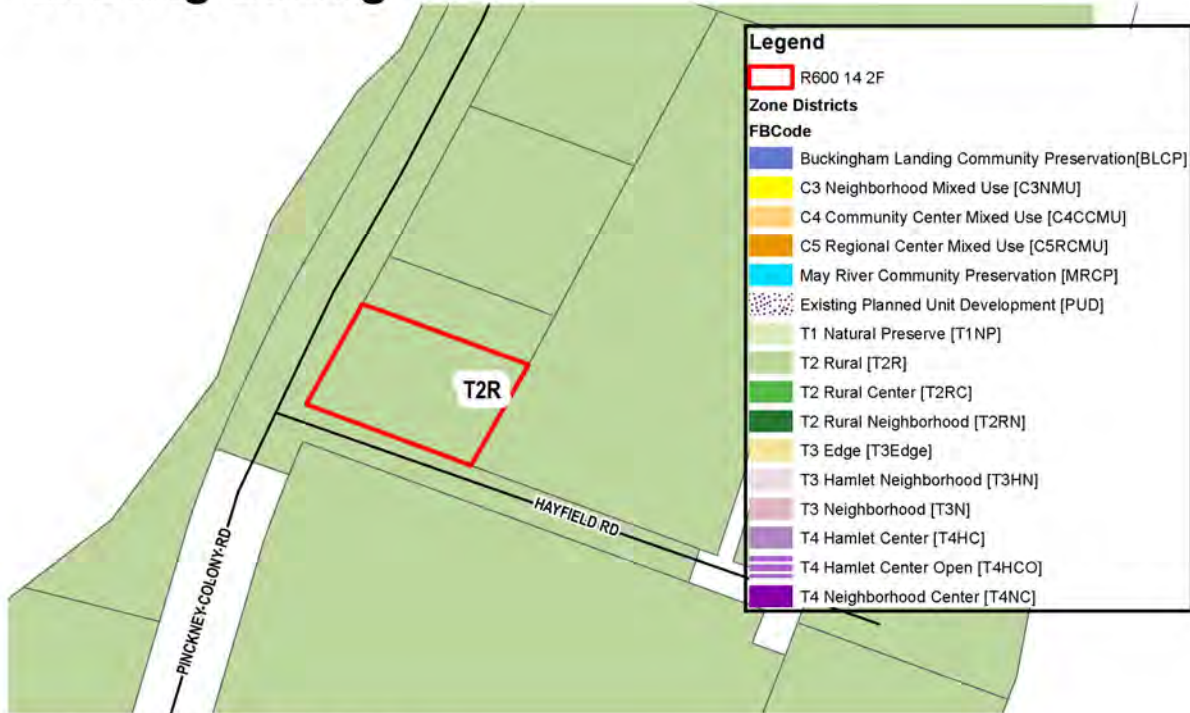 Legend
R600 14 2F
Zone Districts
FBCode
Buckingham Landing Community Preservation[BLCP]
C3 Neighborhood Mixed Use [C3NMU]
C4 Community Center Mixed Use [C4CCMU]
C5 Regional Center Mixed Use [C5RCMU]
May River Community Preservation [MRCP]
Existing Planned Unit Development [PUD]
T1 Natural Preserve [T1NP]
T2 Rural [T2R]
T2 Rural Center [T2RC]
T2 Rural Neighborhood [T2RN]
T3 Edge [T3Edge]
T3 Hamlet Neighborhood [T3HN]
T3 Neighborhood [T3N]
T4 Hamlet Center [T4HC]
T4 Hamlet Center Open [T4HCO]
T4 Neighborhood Center [T4NC]
T2R
HAYFIELD RD
PINCKNEY-COLONY-RD